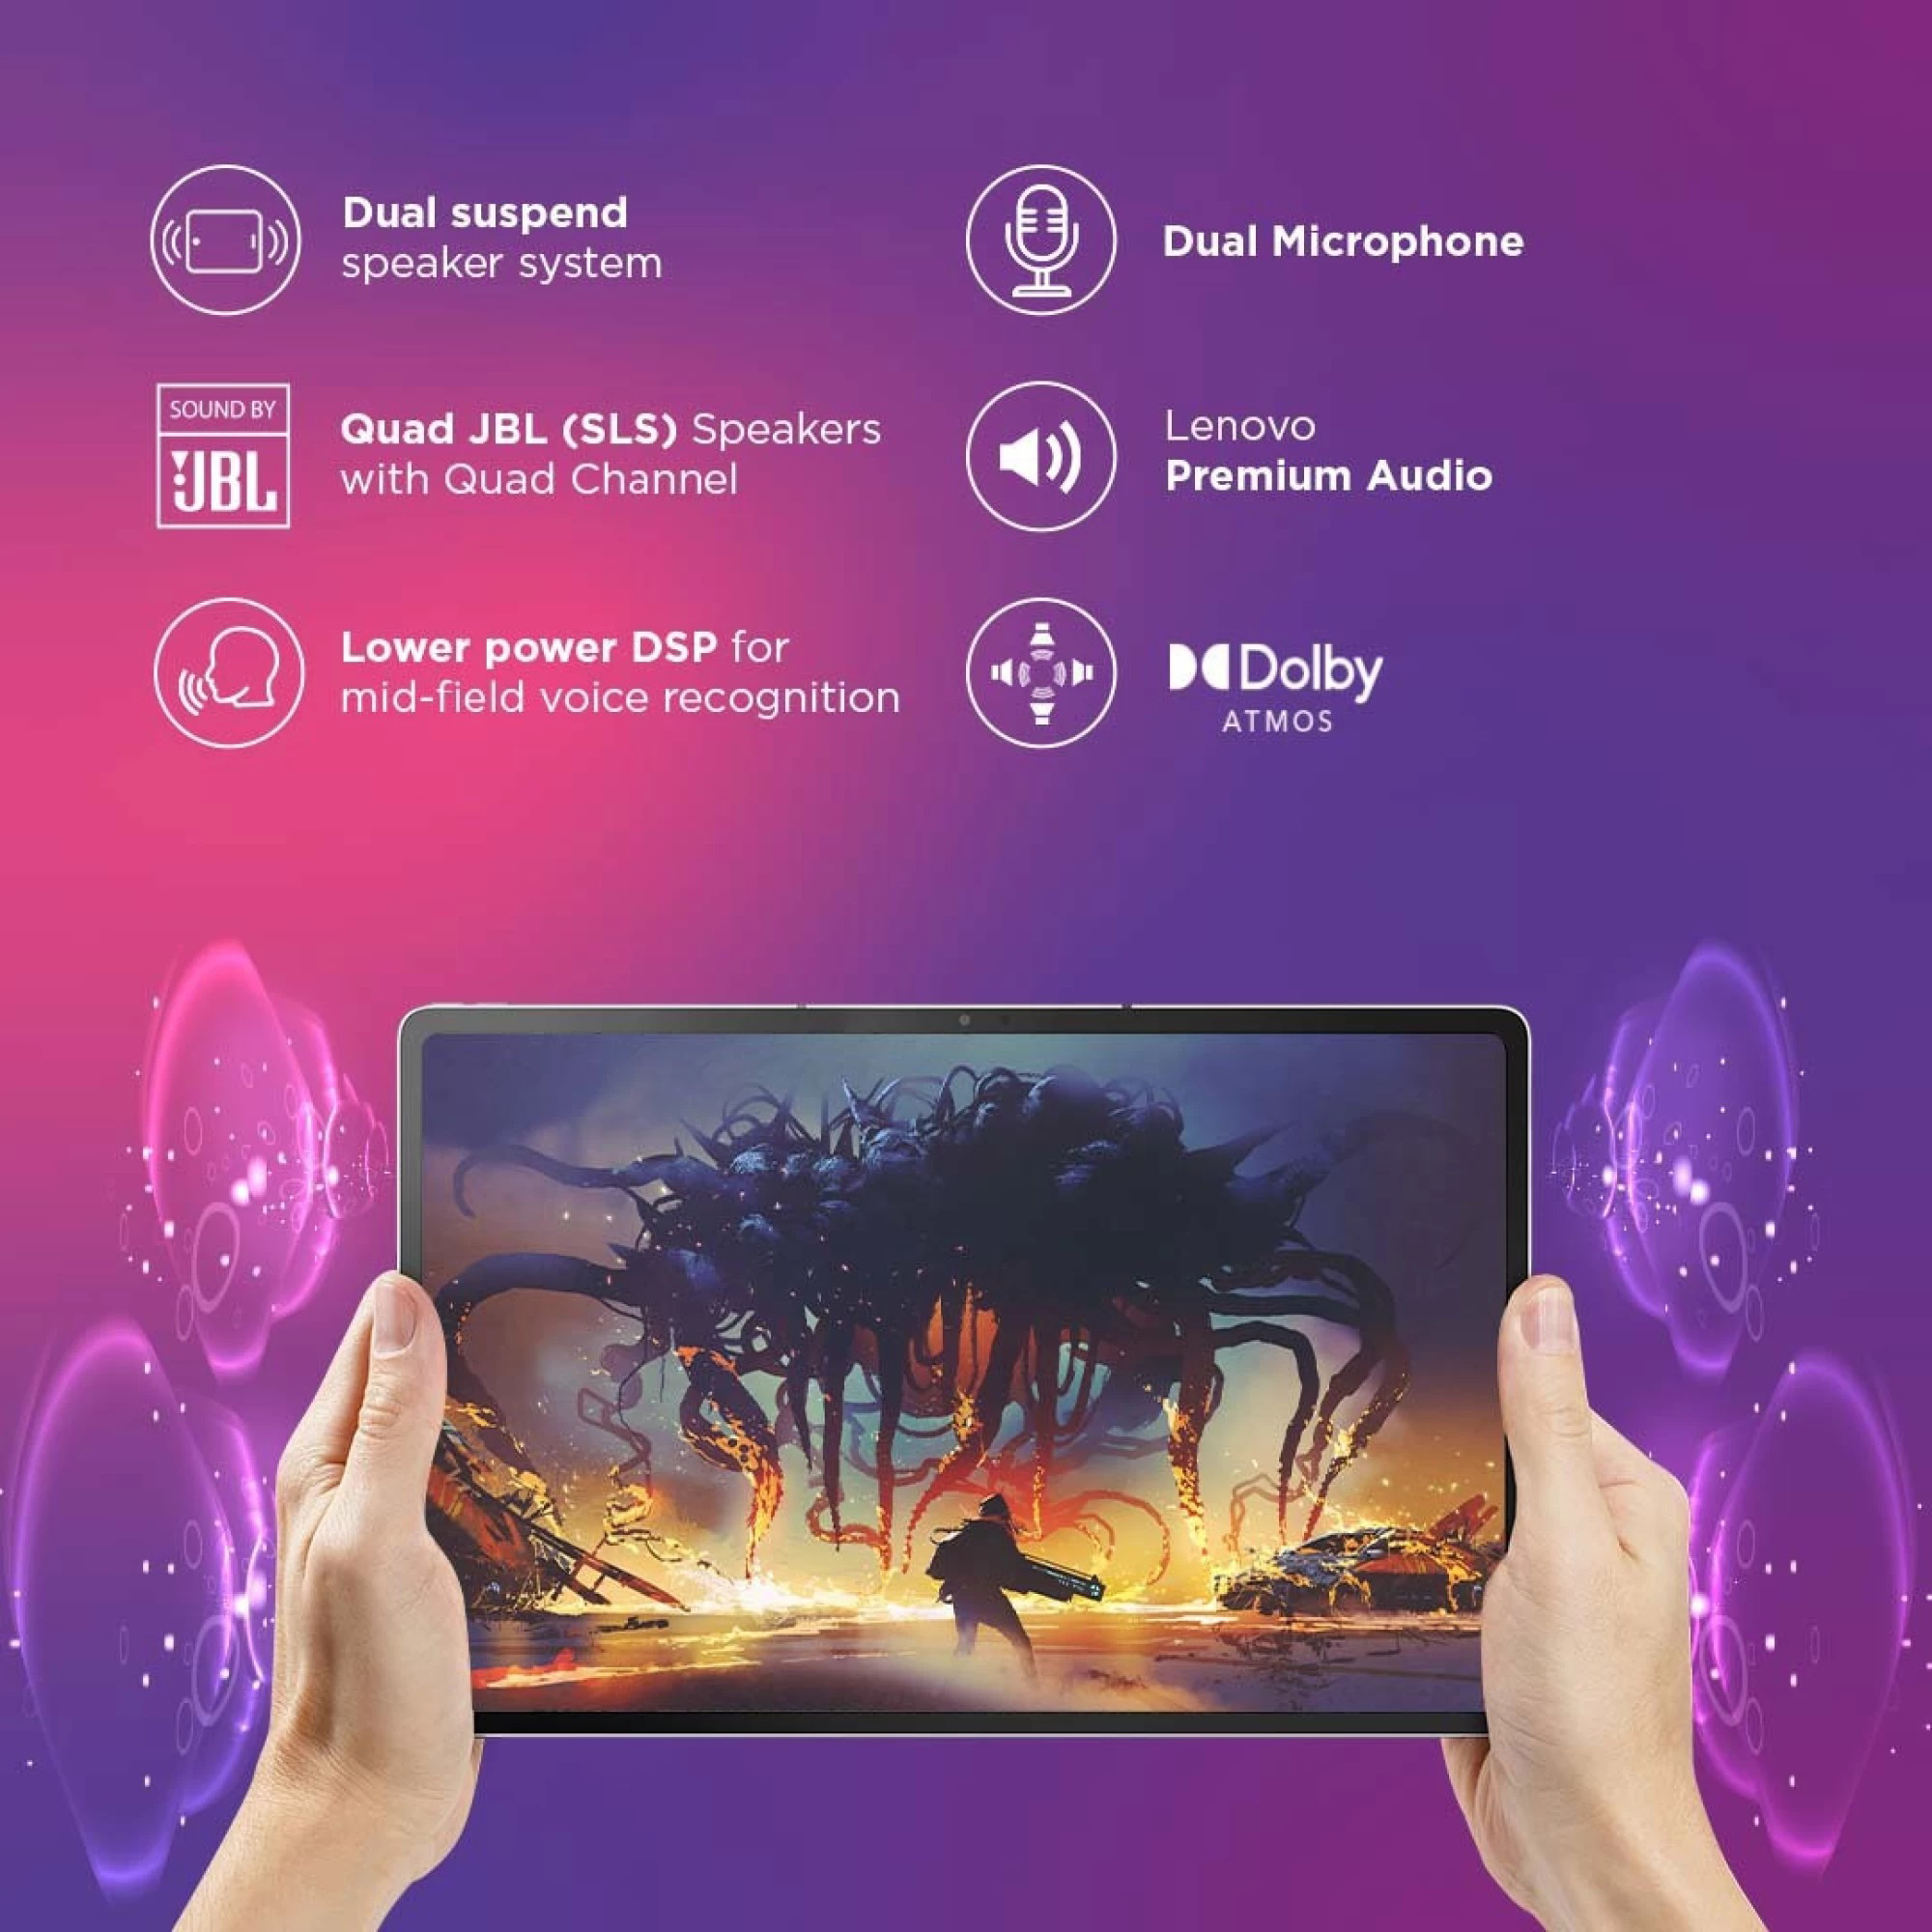 Dual suspend
speaker system
Dual Microphone
SOUND BY
JBL
Quad JBL (SLS) Speakers
with Quad Channel
Lenovo
Premium Audio
Lower power DSP for
mid-field voice recognition
Dolby
ATMOS